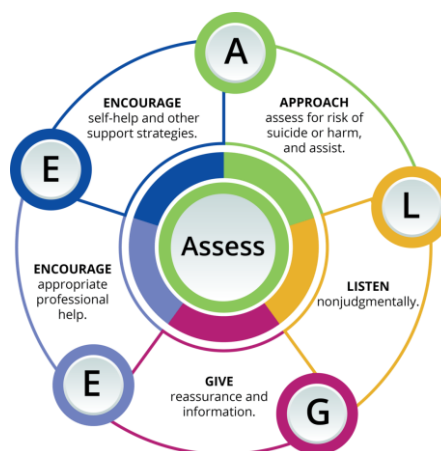 A
APPROACH
assess for risk of
suicide or harm,
and assist.
L
LISTEN
nonjudgmentally.
G
GIVE
reassurance and
information.
E
ENCOURAGE
appropriate
professional
help.
E
ENCOURAGE
self-help and other
support strategies.
Assess